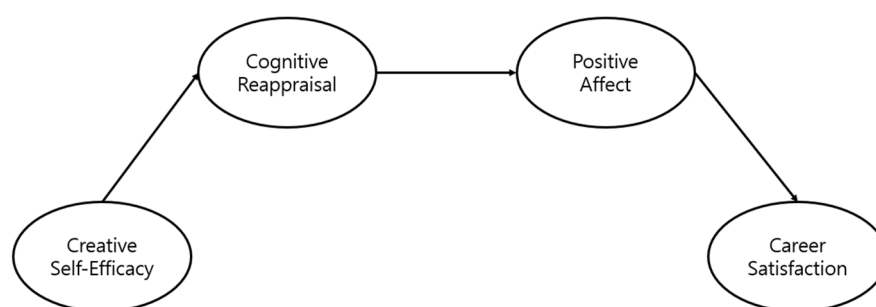 Cognitive
Reappraisal
Positive
Affect
Creative
Self-Efficacy
Career
Satisfaction